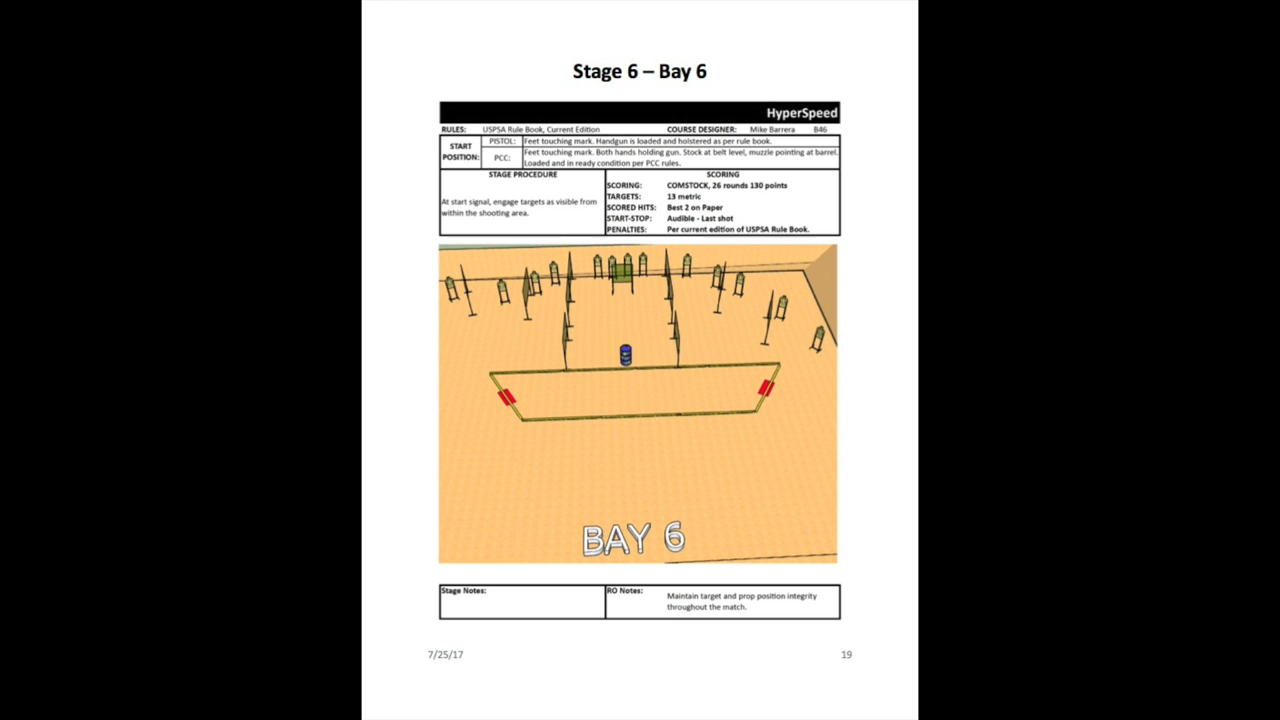 Stage 6 – Bay 6
HyperSpeed
RULES: USPSA Rule Book, Current Edition COURSE DESIGNER: Mike Barrera B46
START POSITION:
PISTOL: Feet touching mark. Handgun is loaded and holstered as per rule book.
PCC: Feet touching mark. Both hands holding gun. Stock at belt level, muzzle pointing at barrel.
Loaded and in ready condition per PCC rules.
STAGE PROCEDURE
At start signal, engage targets as visible from
within the shooting area.
SCORING
SCORING: COMSTOCK, 26 rounds 130 points
TARGETS: 13 metric
SCORED HITS: Best 2 on Paper
START-STOP: Audible - Last shot
PENALTIES: Per current edition of USPSA Rule Book.
BAY 6
Stage Notes:
RO Notes: Maintain target and prop position integrity
throughout the match.
7/25/17 19